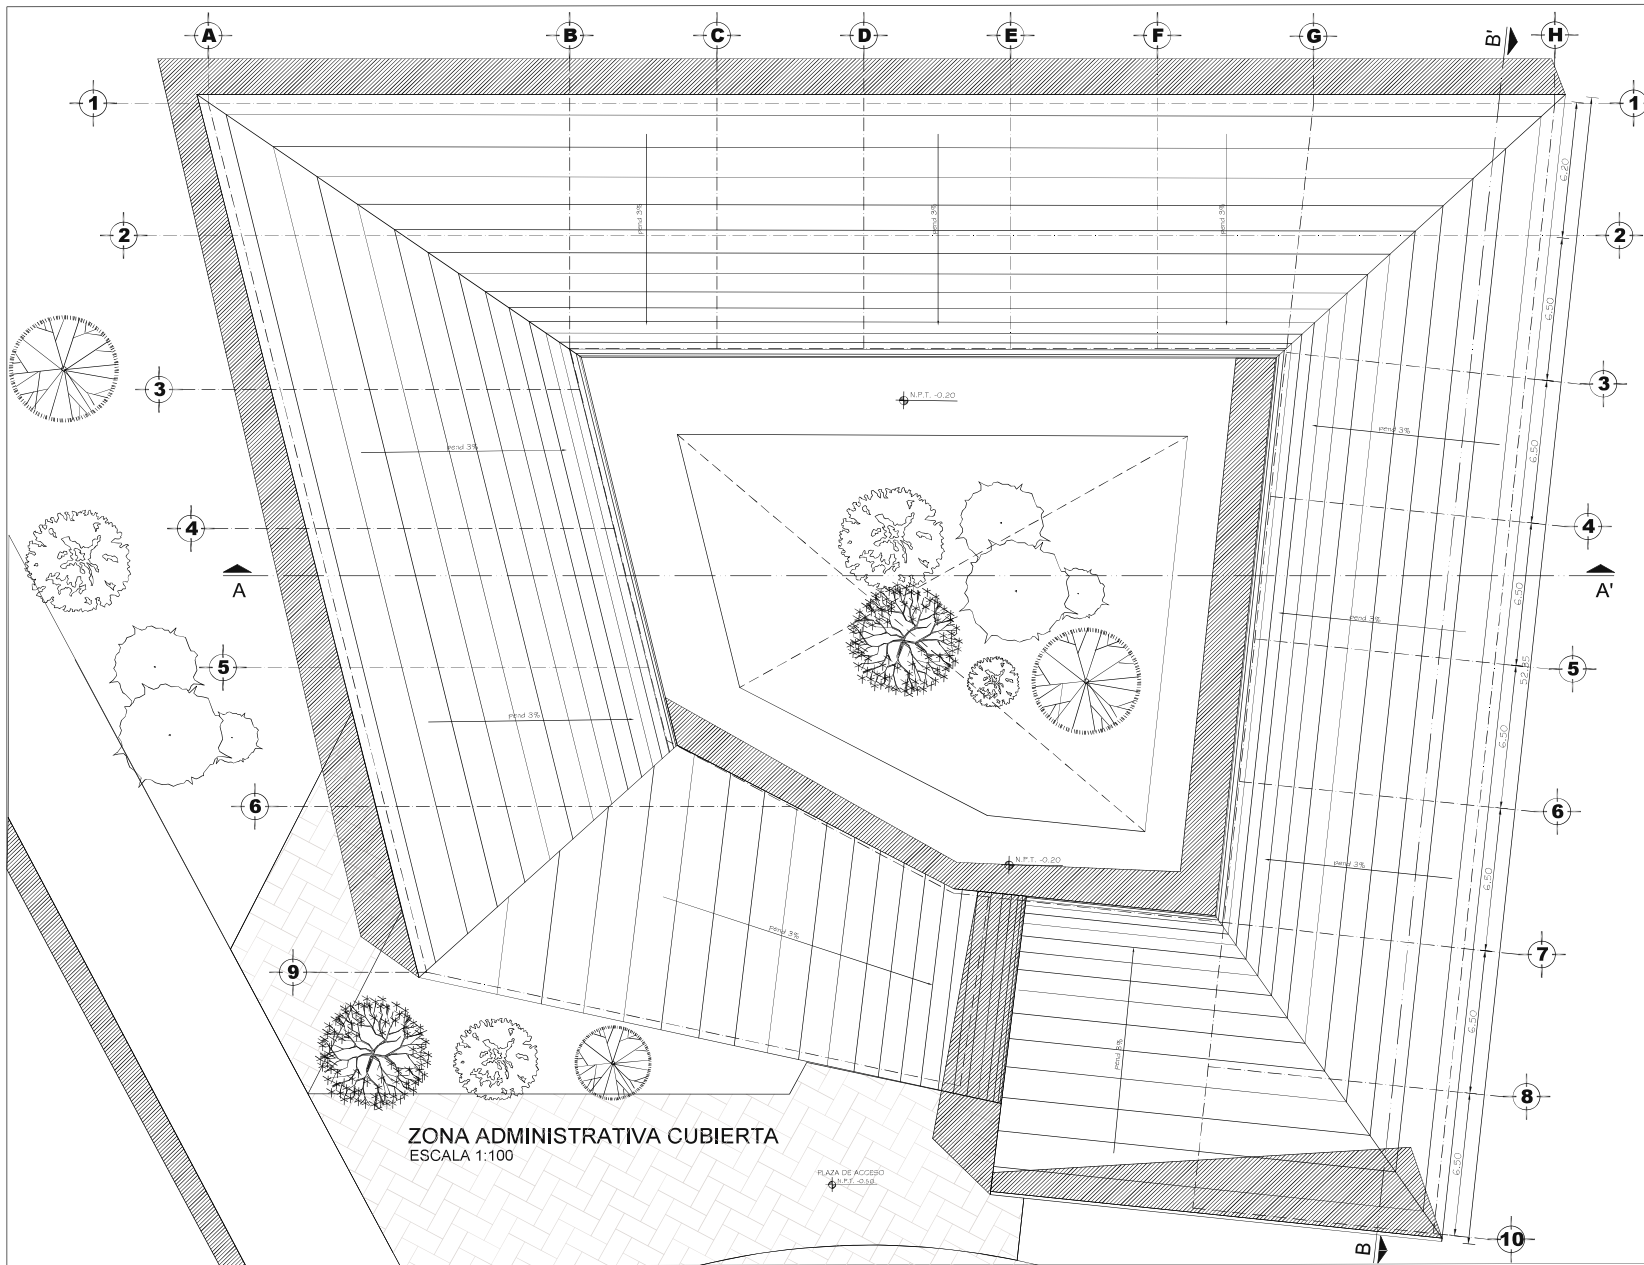 A B C D E F G B' H
1 1
6.20
2 2
pend 3% pend 3% pend 3%
6.50
3 3
N.P.T. -0.20
pend 3% pend 3%
6.50
4 4
A A'
6.50
pend 3%
5 5
52.85
pend 3%
6.50
6 6
N.P.T. -0.20
pend 3%
6.50
pend 3%
7
9
6.50
pend 3%
8
ZONA ADMINISTRATIVA CUBIERTA
ESCALA 1:100
6.50
PLAZA DE ACCESO
N.P.T. -0.50
B
10